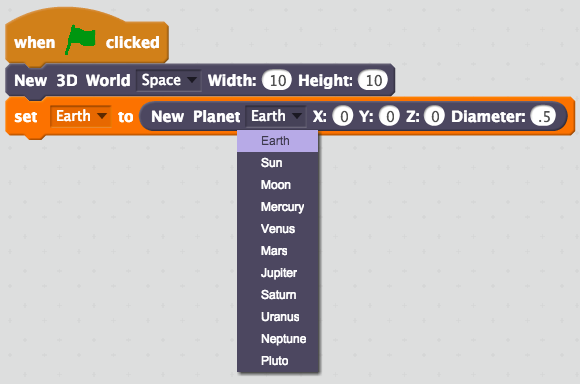 when clicked
New 3D World Space Width: 10 Height: 10
set Earth to New Planet Earth X: 0 Y: 0 Z: 0 Diameter: .5
Earth
Sun
Moon
Mercury
Venus
Mars
Jupiter
Saturn
Uranus
Neptune
Pluto